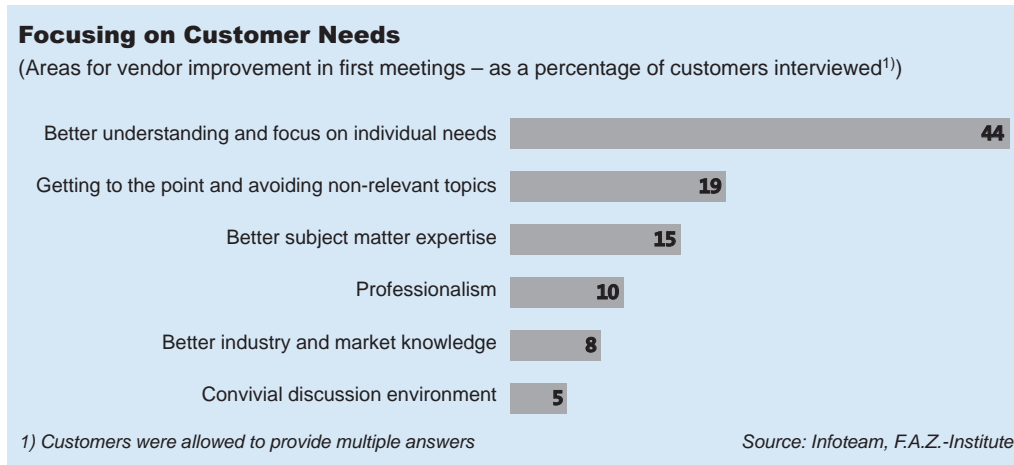 Focusing on Customer Needs
(Areas for vendor improvement in first meetings – as a percentage of customers interviewed1))
Better understanding and focus on individual needs 44
Getting to the point and avoiding non-relevant topics 19
Better subject matter expertise 15
Professionalism 10
Better industry and market knowledge 8
Convivial discussion environment 5
1) Customers were allowed to provide multiple answers Source: Infoteam, F.A.Z.-Institute